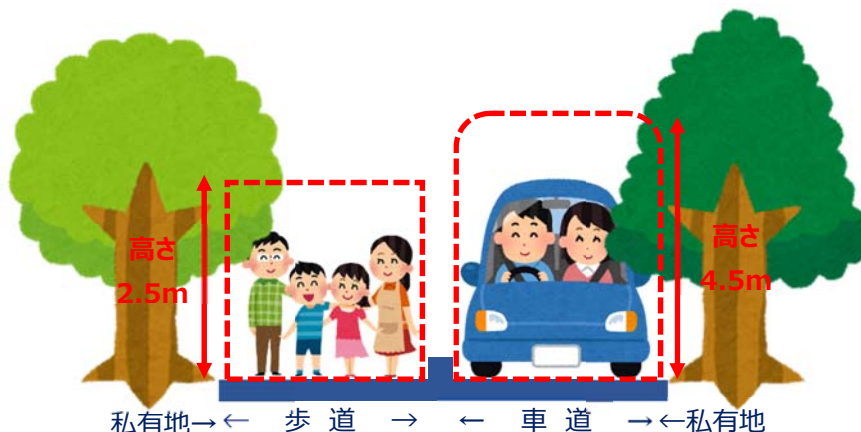 高さ
2.5m
高さ
4.5m
私有地→← 歩 道 → ← 車 道 →←私有地